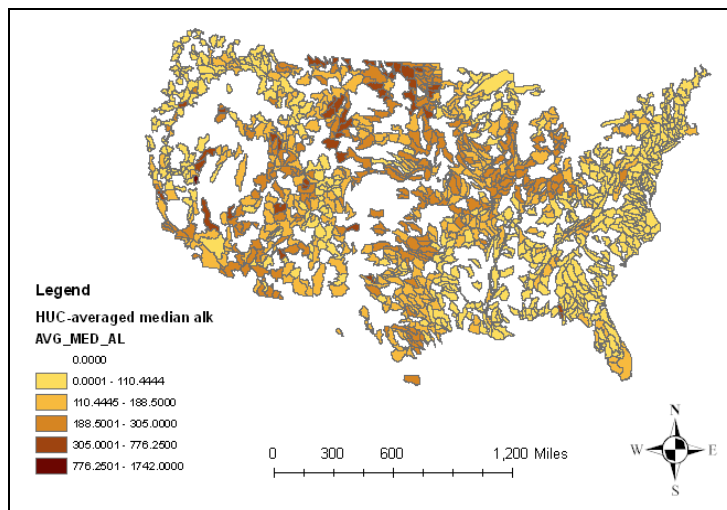 Legend
HUC-averaged median alk
AVG_MED_AL
0.0000
0.0001 - 110.4444
110.4445 - 188.5000
188.5001 - 305.0000
305.0001 - 776.2500
776.2501 - 1742.0000
0 300 600 1,200 Miles
N
W E
S